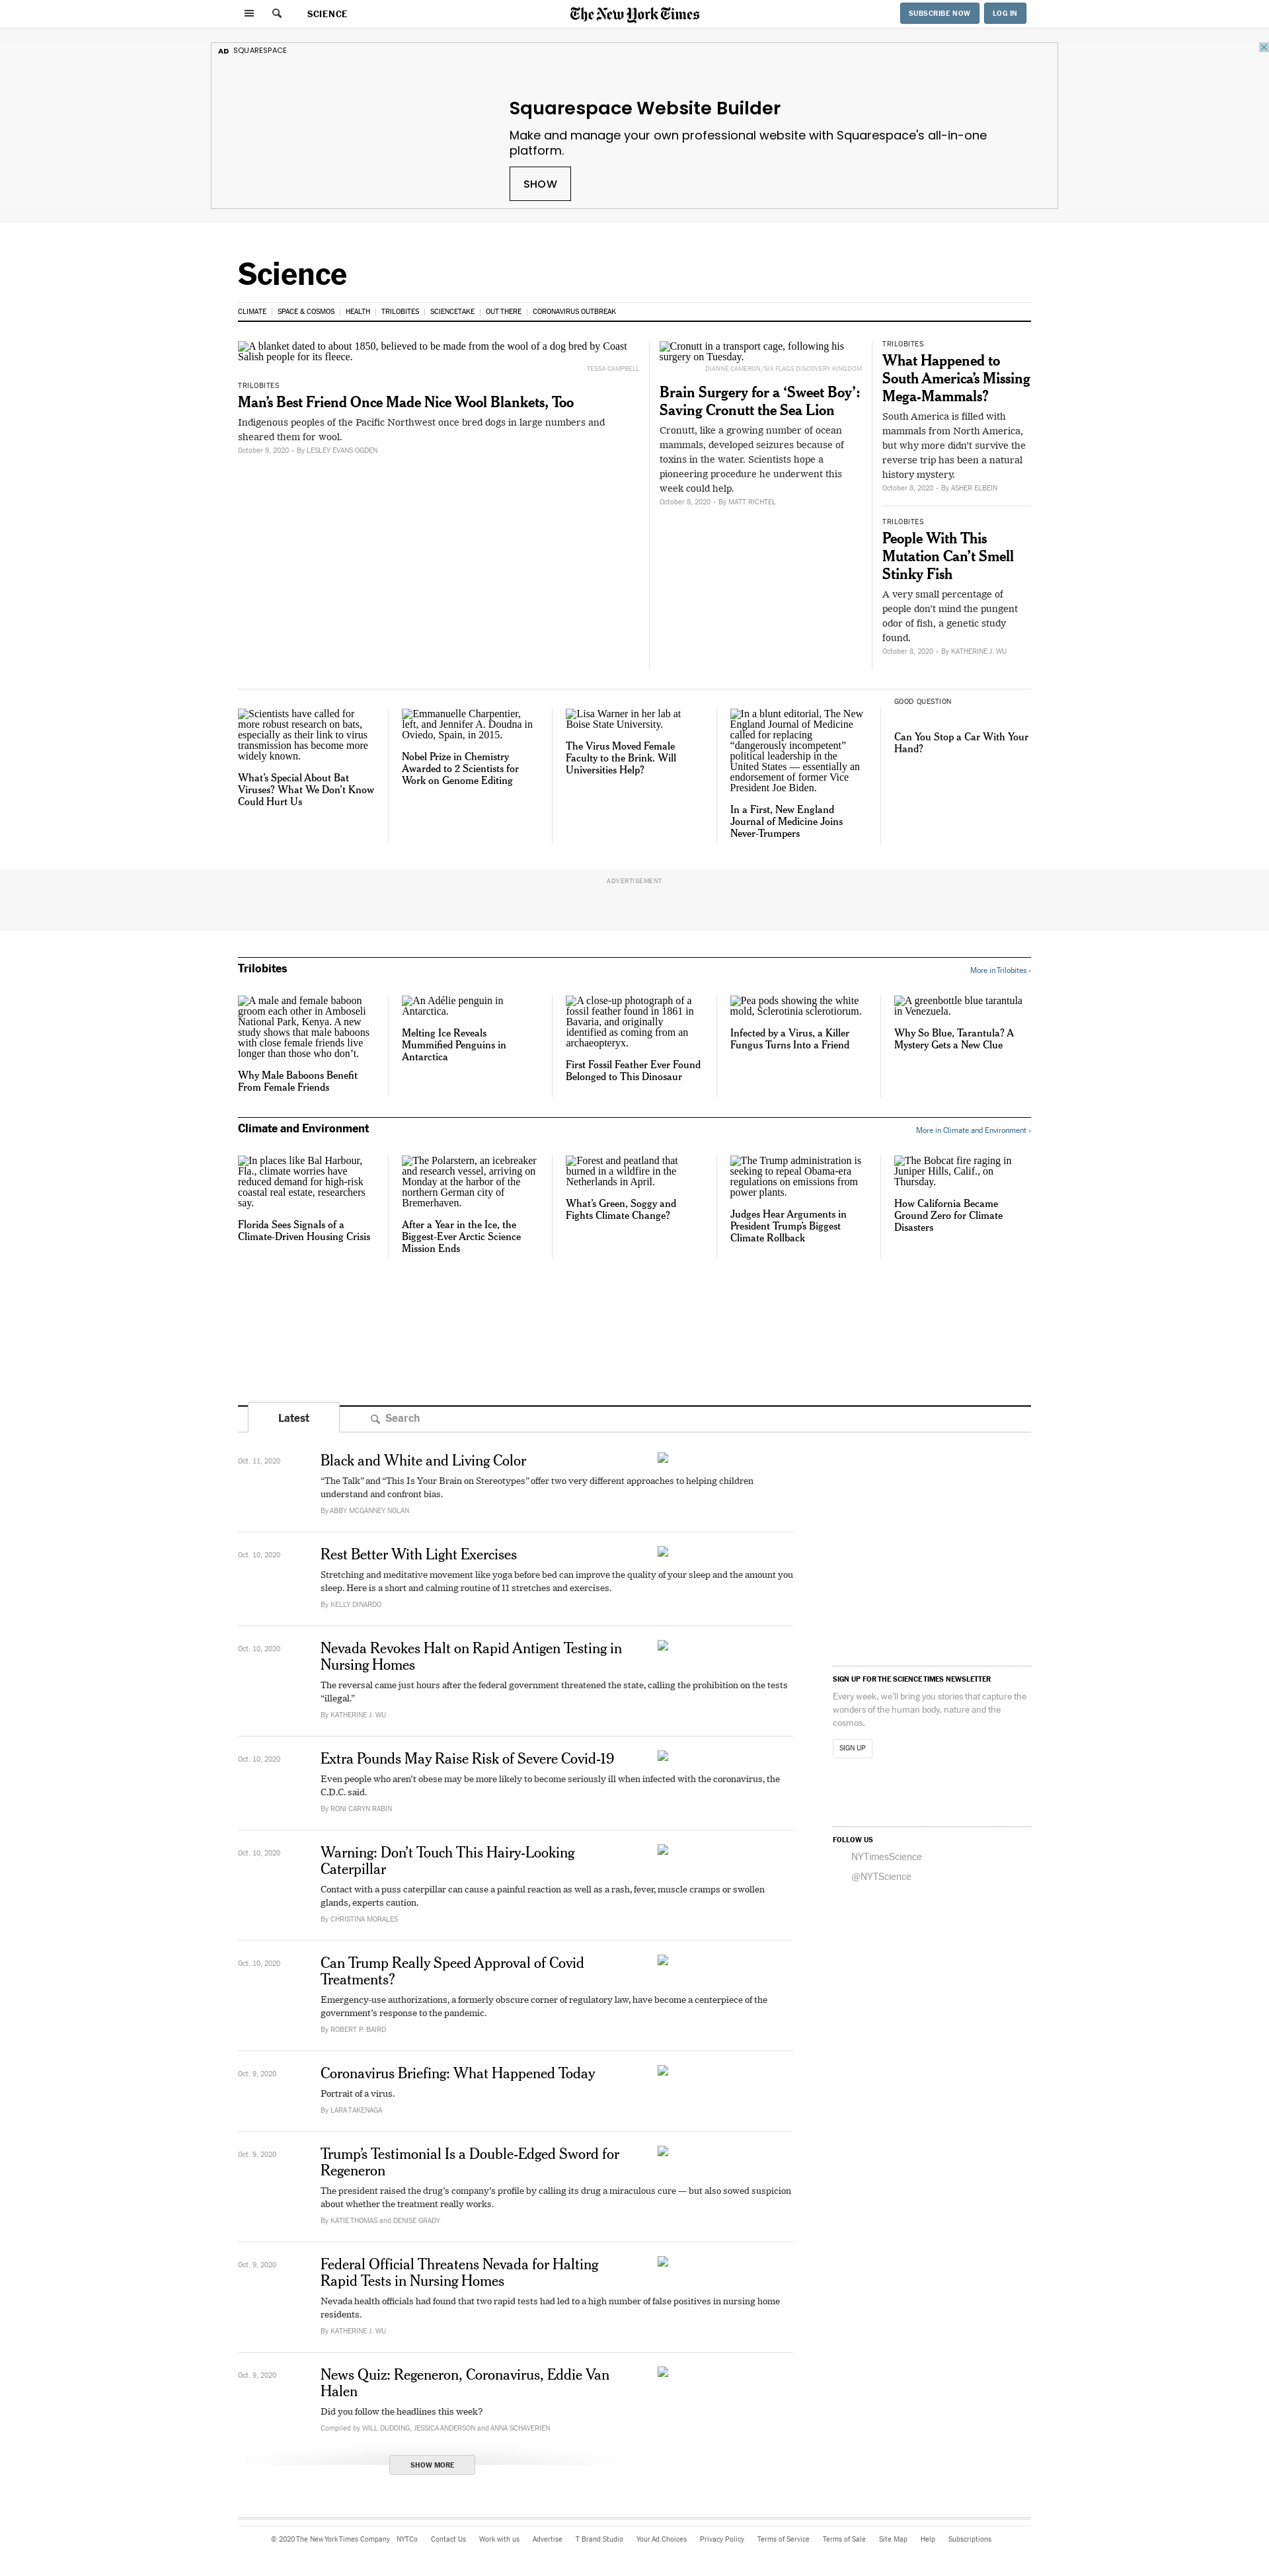 SCIENCE
The New York Times
SUBSCRIBE NOW
LOG IN
AD SQUARESPACE
Squarespace Website Builder
Make and manage your own professional website with Squarespace's all-in-one
platform.
SHOW
Science
CLIMATE | SPACE & COSMOS | HEALTH | TRILOBITES | SCIENCETAKE | OUT THERE | CORONAVIRUS OUTBREAK
A blanket dated to about 1850, believed to be made from the wool of a dog bred by Coast
Salish people for its fleece.
TESSA CAMPBELL
TRILOBITES
Man's Best Friend Once Made Nice Wool Blankets, Too
Indigenous peoples of the Pacific Northwest once bred dogs in large numbers and
sheared them for wool.
October 9, 2020 · By LESLEY EVANS OGDEN
Cronutt in a transport cage, following his
surgery on Tuesday.
DIANNE CAMERON/SIX FLAGS DISCOVERY KINGDOM
Brain Surgery for a ‘Sweet Boy’:
Saving Cronutt the Sea Lion
Cronutt, like a growing number of ocean
mammals, developed seizures because of
toxins in the water. Scientists hope a
pioneering procedure he underwent this
week could help.
October 8, 2020 · By MATT RICHTEL
TRILOBITES
What Happened to
South America’s Missing
Mega-Mammals?
South America is filled with
mammals from North America,
but why more didn't survive the
reverse trip has been a natural
history mystery.
October 8, 2020 · By ASHER ELBEIN
TRILOBITES
People With This
Mutation Can’t Smell
Stinky Fish
A very small percentage of
people don't mind the pungent
odor of fish, a genetic study
found.
October 8, 2020 · By KATHERINE J. WU
Scientists have called for
more robust research on bats,
especially as their link to virus
transmission has become more
widely known.
What’s Special About Bat
Viruses? What We Don’t Know
Could Hurt Us
Emmanuelle Charpentier,
left, and Jennifer A. Doudna in
Oviedo, Spain, in 2015.
Nobel Prize in Chemistry
Awarded to 2 Scientists for
Work on Genome Editing
Lisa Warner in her lab at
Boise State University.
The Virus Moved Female
Faculty to the Brink. Will
Universities Help?
In a blunt editorial, The New
England Journal of Medicine
called for replacing
“dangerously incompetent”
political leadership in the
United States — essentially an
endorsement of former Vice
President Joe Biden.
In a First, New England
Journal of Medicine Joins
Never-Trumpers
GOOD QUESTION
Can You Stop a Car With Your
Hand?
ADVERTISEMENT
Trilobites
More in Trilobites ›
A male and female baboon
groom each other in Amboseli
National Park, Kenya. A new
study shows that male baboons
with close female friends live
longer than those who don’t.
Why Male Baboons Benefit
From Female Friends
An Adélie penguin in
Antarctica.
Melting Ice Reveals
Mummified Penguins in
Antarctica
A close-up photograph of a
fossil feather found in 1861 in
Bavaria, and originally
identified as coming from an
archaeopteryx.
First Fossil Feather Ever Found
Belonged to This Dinosaur
Pea pods showing the white
mold, Sclerotinia sclerotiorum.
Infected by a Virus, a Killer
Fungus Turns Into a Friend
A greenbottle blue tarantula
in Venezuela.
Why So Blue, Tarantula? A
Mystery Gets a New Clue
Climate and Environment
More in Climate and Environment ›
In places like Bal Harbour,
Fla., climate worries have
reduced demand for high-risk
coastal real estate, researchers
say.
Florida Sees Signals of a
Climate-Driven Housing Crisis
The Polarstern, an icebreaker
and research vessel, arriving on
Monday at the harbor of the
northern German city of
Bremerhaven.
After a Year in the Ice, the
Biggest-Ever Arctic Science
Mission Ends
Forest and peatland that
burned in a wildfire in the
Netherlands in April.
What’s Green, Soggy and
Fights Climate Change?
The Trump administration is
seeking to repeal Obama-era
regulations on emissions from
power plants.
Judges Hear Arguments in
President Trump’s Biggest
Climate Rollback
The Bobcat fire raging in
Juniper Hills, Calif., on
Thursday.
How California Became
Ground Zero for Climate
Disasters
Latest
Search
Oct. 11, 2020
Black and White and Living Color
“The Talk” and “This Is Your Brain on Stereotypes” offer two very different approaches to helping children
understand and confront bias.
By ABBY MCGANNEY NOLAN
Oct. 10, 2020
Rest Better With Light Exercises
Stretching and meditative movement like yoga before bed can improve the quality of your sleep and the amount you
sleep. Here is a short and calming routine of 11 stretches and exercises.
By KELLY DINARDO
Oct. 10, 2020
Nevada Revokes Halt on Rapid Antigen Testing in
Nursing Homes
The reversal came just hours after the federal government threatened the state, calling the prohibition on the tests
“illegal.”
By KATHERINE J. WU
Oct. 10, 2020
Extra Pounds May Raise Risk of Severe Covid-19
Even people who aren’t obese may be more likely to become seriously ill when infected with the coronavirus, the
C.D.C. said.
By RONI CARYN RABIN
Oct. 10, 2020
Warning: Don’t Touch This Hairy-Looking
Caterpillar
Contact with a puss caterpillar can cause a painful reaction as well as a rash, fever, muscle cramps or swollen
glands, experts caution.
By CHRISTINA MORALES
Oct. 10, 2020
Can Trump Really Speed Approval of Covid
Treatments?
Emergency-use authorizations, a formerly obscure corner of regulatory law, have become a centerpiece of the
government’s response to the pandemic.
By ROBERT P. BAIRD
Oct. 9, 2020
Coronavirus Briefing: What Happened Today
Portrait of a virus.
By LARA TAKENAGA
Oct. 9, 2020
Trump’s Testimonial Is a Double-Edged Sword for
Regeneron
The president raised the drug’s company’s profile by calling its drug a miraculous cure — but also sowed suspicion
about whether the treatment really works.
By KATIE THOMAS and DENISE GRADY
Oct. 9, 2020
Federal Official Threatens Nevada for Halting
Rapid Tests in Nursing Homes
Nevada health officials had found that two rapid tests had led to a high number of false positives in nursing home
residents.
By KATHERINE J. WU
Oct. 9, 2020
News Quiz: Regeneron, Coronavirus, Eddie Van
Halen
Did you follow the headlines this week?
Compiled by WILL DUDDING, JESSICA ANDERSON and ANNA SCHAVERIEN
SHOW MORE
SIGN UP FOR THE SCIENCE TIMES NEWSLETTER
Every week, we'll bring you stories that capture the
wonders of the human body, nature and the
cosmos.
SIGN UP
FOLLOW US
NYTimesScience
@NYTScience
© 2020 The New York Times Company NYTCo Contact Us Work with us Advertise T Brand Studio Your Ad Choices Privacy Policy Terms of Service Terms of Sale Site Map Help Subscriptions